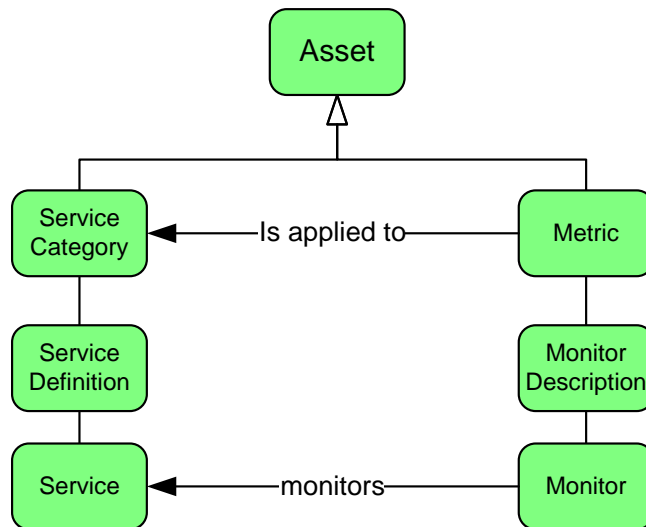 Asset
Service
Category
Is applied to
Metric
Service
Definition
Monitor
Description
Service
monitors
Monitor